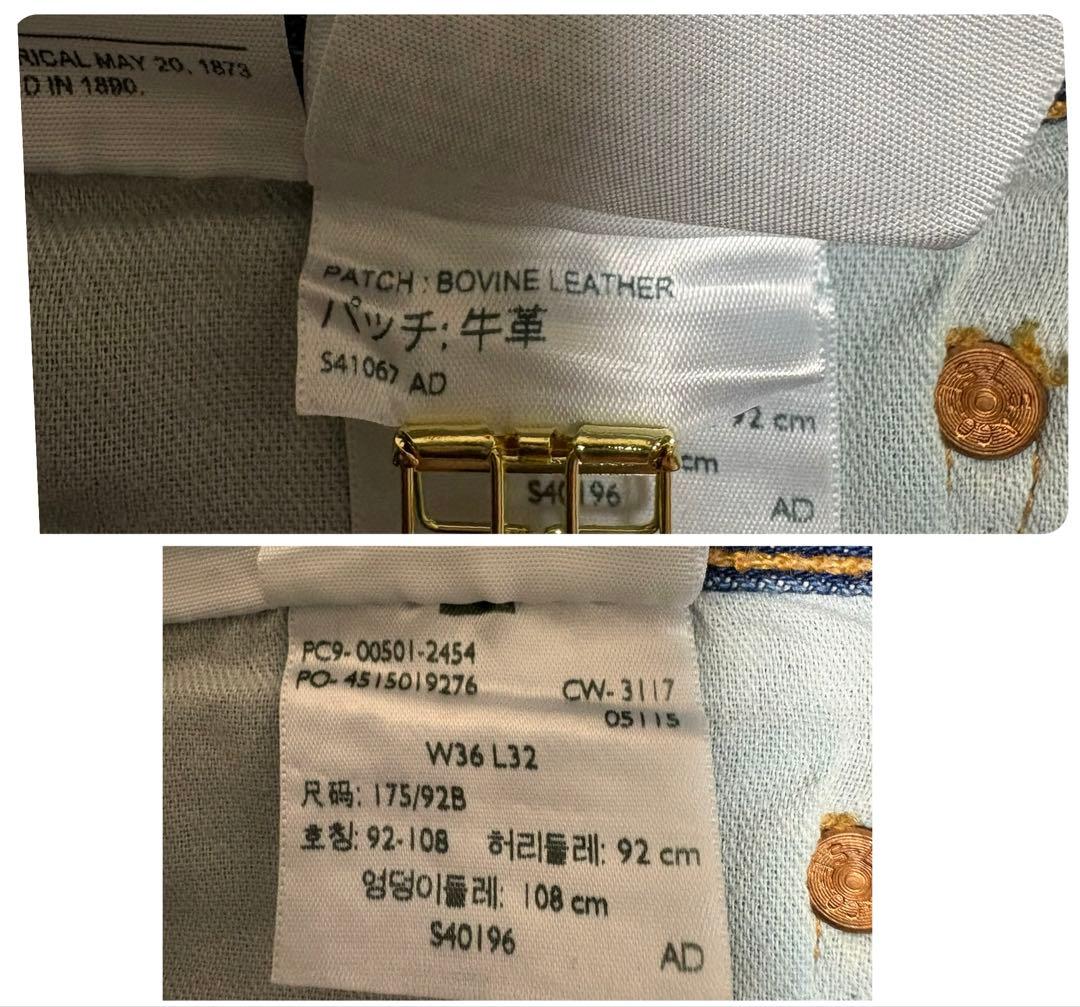 RICAL MAY 20, 1873
D IN 1890.
PATCH : BOVINE LEATHER
パッチ: 牛革
S41067 AD
92 cm
cm
S40196
AD
PC9-00501-2454
PO-4515019276
CW-3117
05115
W36 L32
尺码: 175/92B
호칭: 92-108 허리둘레: 92 cm
엉덩이둘레: 108 cm
S40196
AD